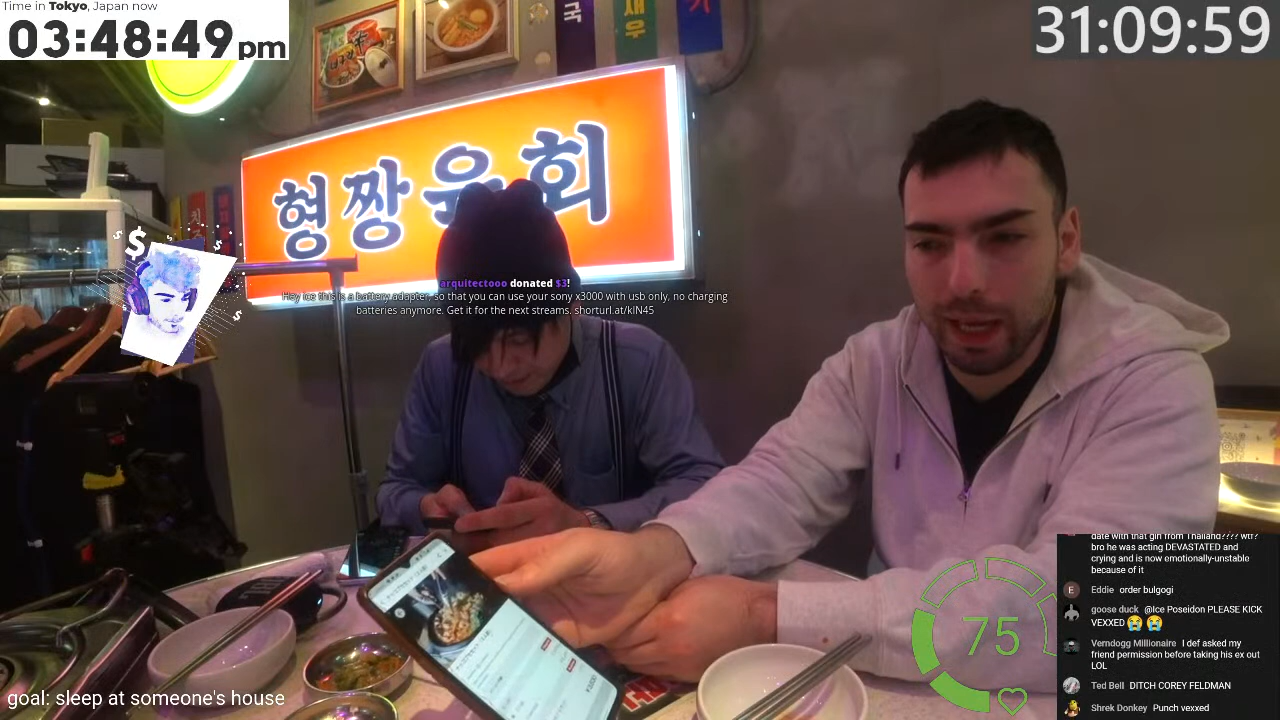 Time in Tokyo, Japan now
03:48:49 pm
31:09:59
국
새우
형짱
회
arquitectooo donated $3!
Hey ice this is a battery adapter, so that you can use your sony x3000 with usb only, no charging
batteries anymore. Get it for the next streams. shorturl.at/kIN45
75
goal: sleep at someone's house
date with that girl from Thailand???? wtf?
bro he was acting DEVASTATED and
crying and is now emotionally-unstable
because of it
Eddie order bulgogi
goose duck @Ice Poseidon PLEASE KICK
VEXXED 😭 😭
Verndogg Millionaire I def asked my
friend permission before taking his ex out
LOL
Ted Bell DITCH COREY FELDMAN
Shrek Donkey Punch vexxed